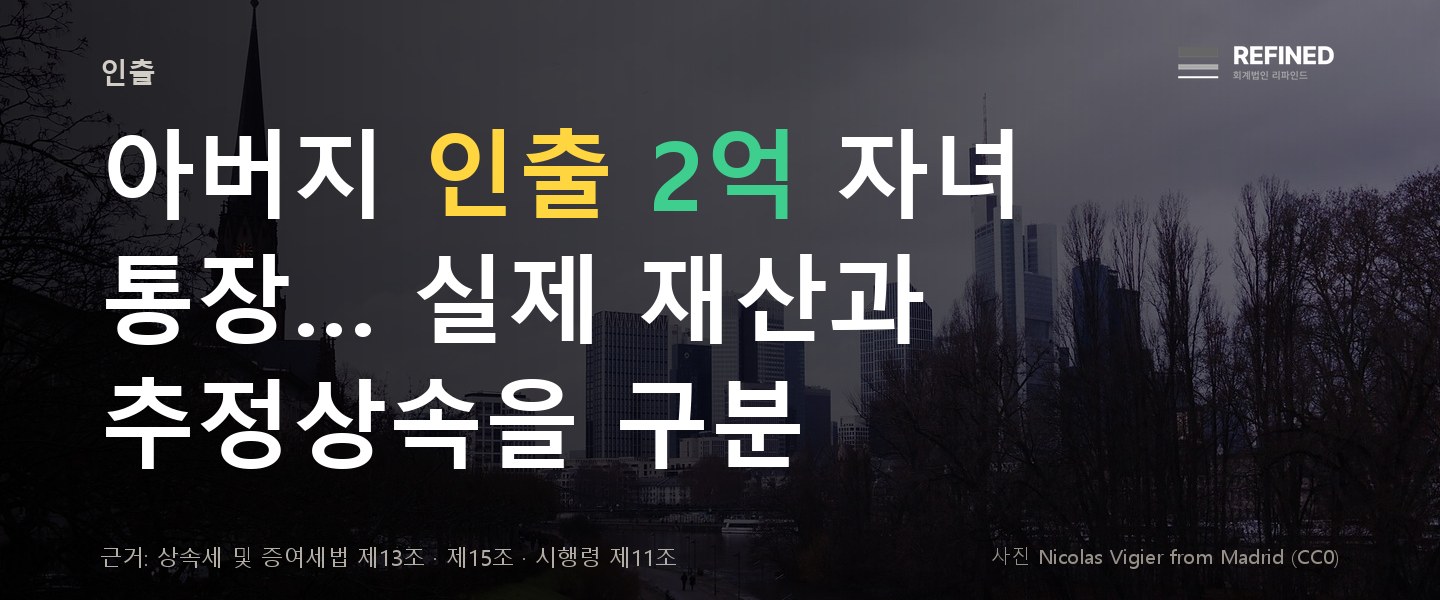 인출
REFINED
회계법인 리파인드
아버지 인출 2억 자녀
통장... 실제 재산과
추정상속을 구분
근거: 상속세 및 증여세법 제13조 · 제15조 · 시행령 제11조
사진 Nicolas Vigier from Madrid (CC0)